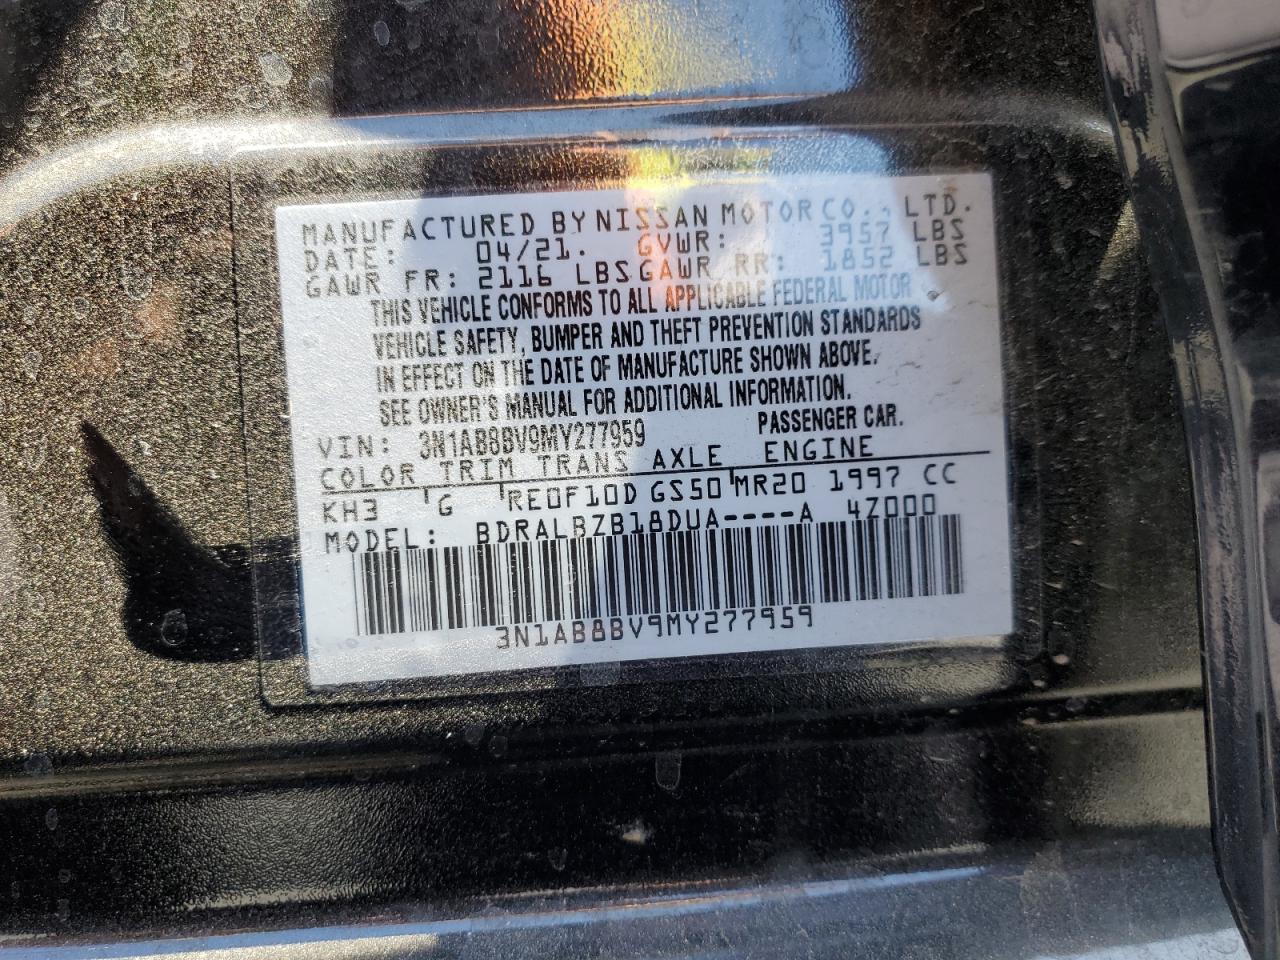 MANUFACTURED BY NISSAN MOTOR CO., LTD.
DATE: 04/21. GVWR: 3957 LBS
GAWR FR: 2116 LBS GAWR RR: 1852 LBS
THIS VEHICLE CONFORMS TO ALL APPLICABLE FEDERAL MOTOR
VEHICLE SAFETY, BUMPER AND THEFT PREVENTION STANDARDS
IN EFFECT ON THE DATE OF MANUFACTURE SHOWN ABOVE.
SEE OWNER'S MANUAL FOR ADDITIONAL INFORMATION.
VIN: 3N1AB8BV9MY277959 PASSENGER CAR.
COLOR TRIM TRANS AXLE ENGINE
KH3 G RE0F10D GS50 MR20 1997 CC
MODEL: BDRALBZB18DUA----A 4Z000
3N1AB8BV9MY277959